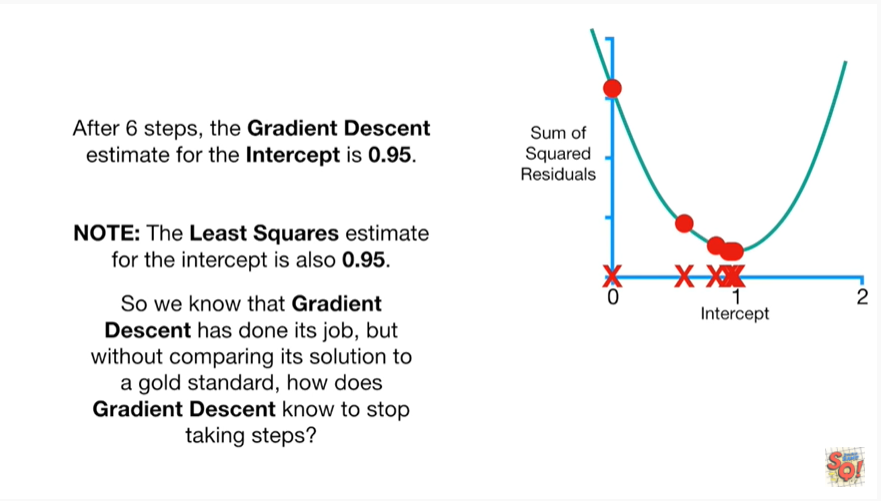 After 6 steps, the Gradient Descent
estimate for the Intercept is 0.95.
NOTE: The Least Squares estimate
for the intercept is also 0.95.
So we know that Gradient
Descent has done its job, but
without comparing its solution to
a gold standard, how does
Gradient Descent know to stop
taking steps?
Sum of
Squared
Residuals
0
1
2
Intercept
SQ!